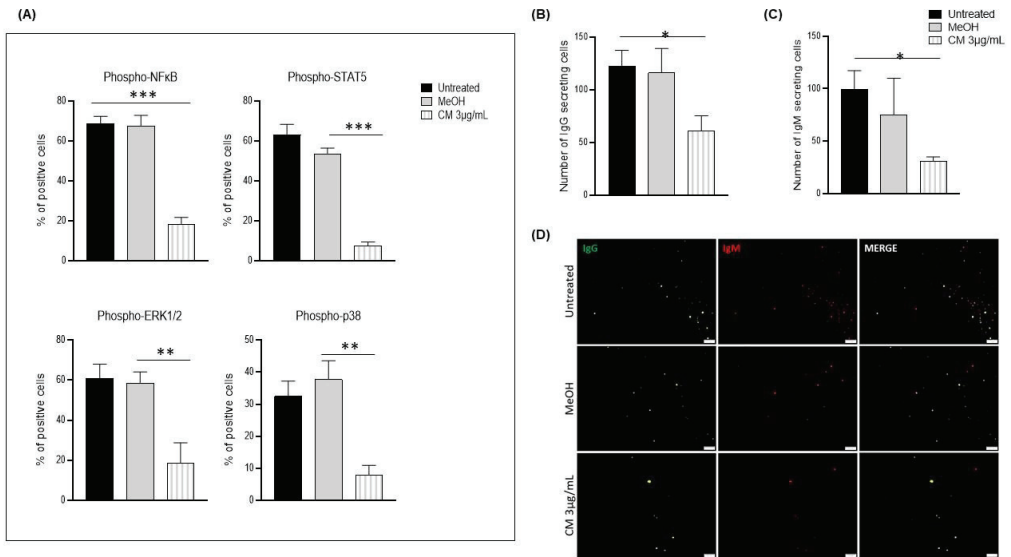 (A)
Phospho-NFκB
% of positive cells
80
60
40
20
0
***
Phospho-STAT5
% of positive cells
80
60
40
20
0
***
Untreated
MeOH
CM 3µg/mL
Phospho-ERK1/2
% of positive cells
80
60
40
20
0
**
Phospho-p38
% of positive cells
50
40
30
20
10
0
**
(B)
Number of IgG secreting cells
150
100
50
0
*
(C)
Number of IgM secreting cells
150
100
50
0
*
Untreated
MeOH
CM 3µg/mL
(D)
IgG
IgM
MERGE
Untreated
MeOH
CM 3µg/mL